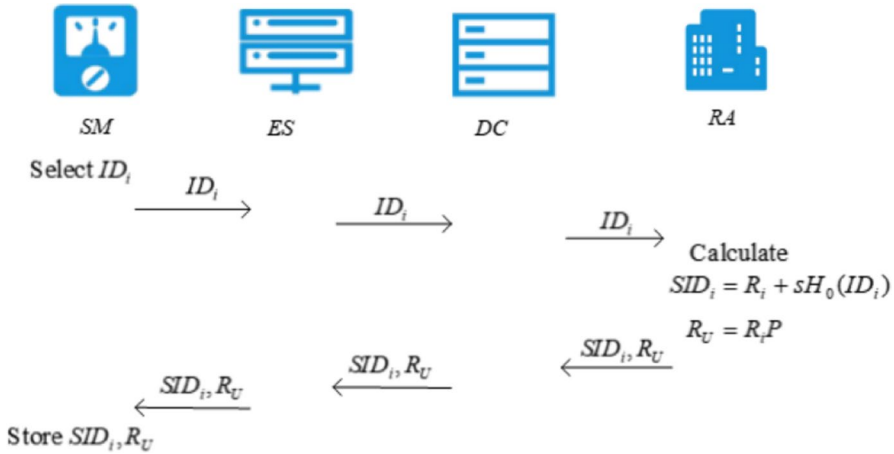 SM ES DC RA
Select ID_i
ID_i
ID_i
ID_i
Calculate
SID_i = R_i + sH_0(ID_i)
R_U = R_iP
SID_i, R_U
SID_i, R_U
SID_i, R_U
Store SID_i, R_U